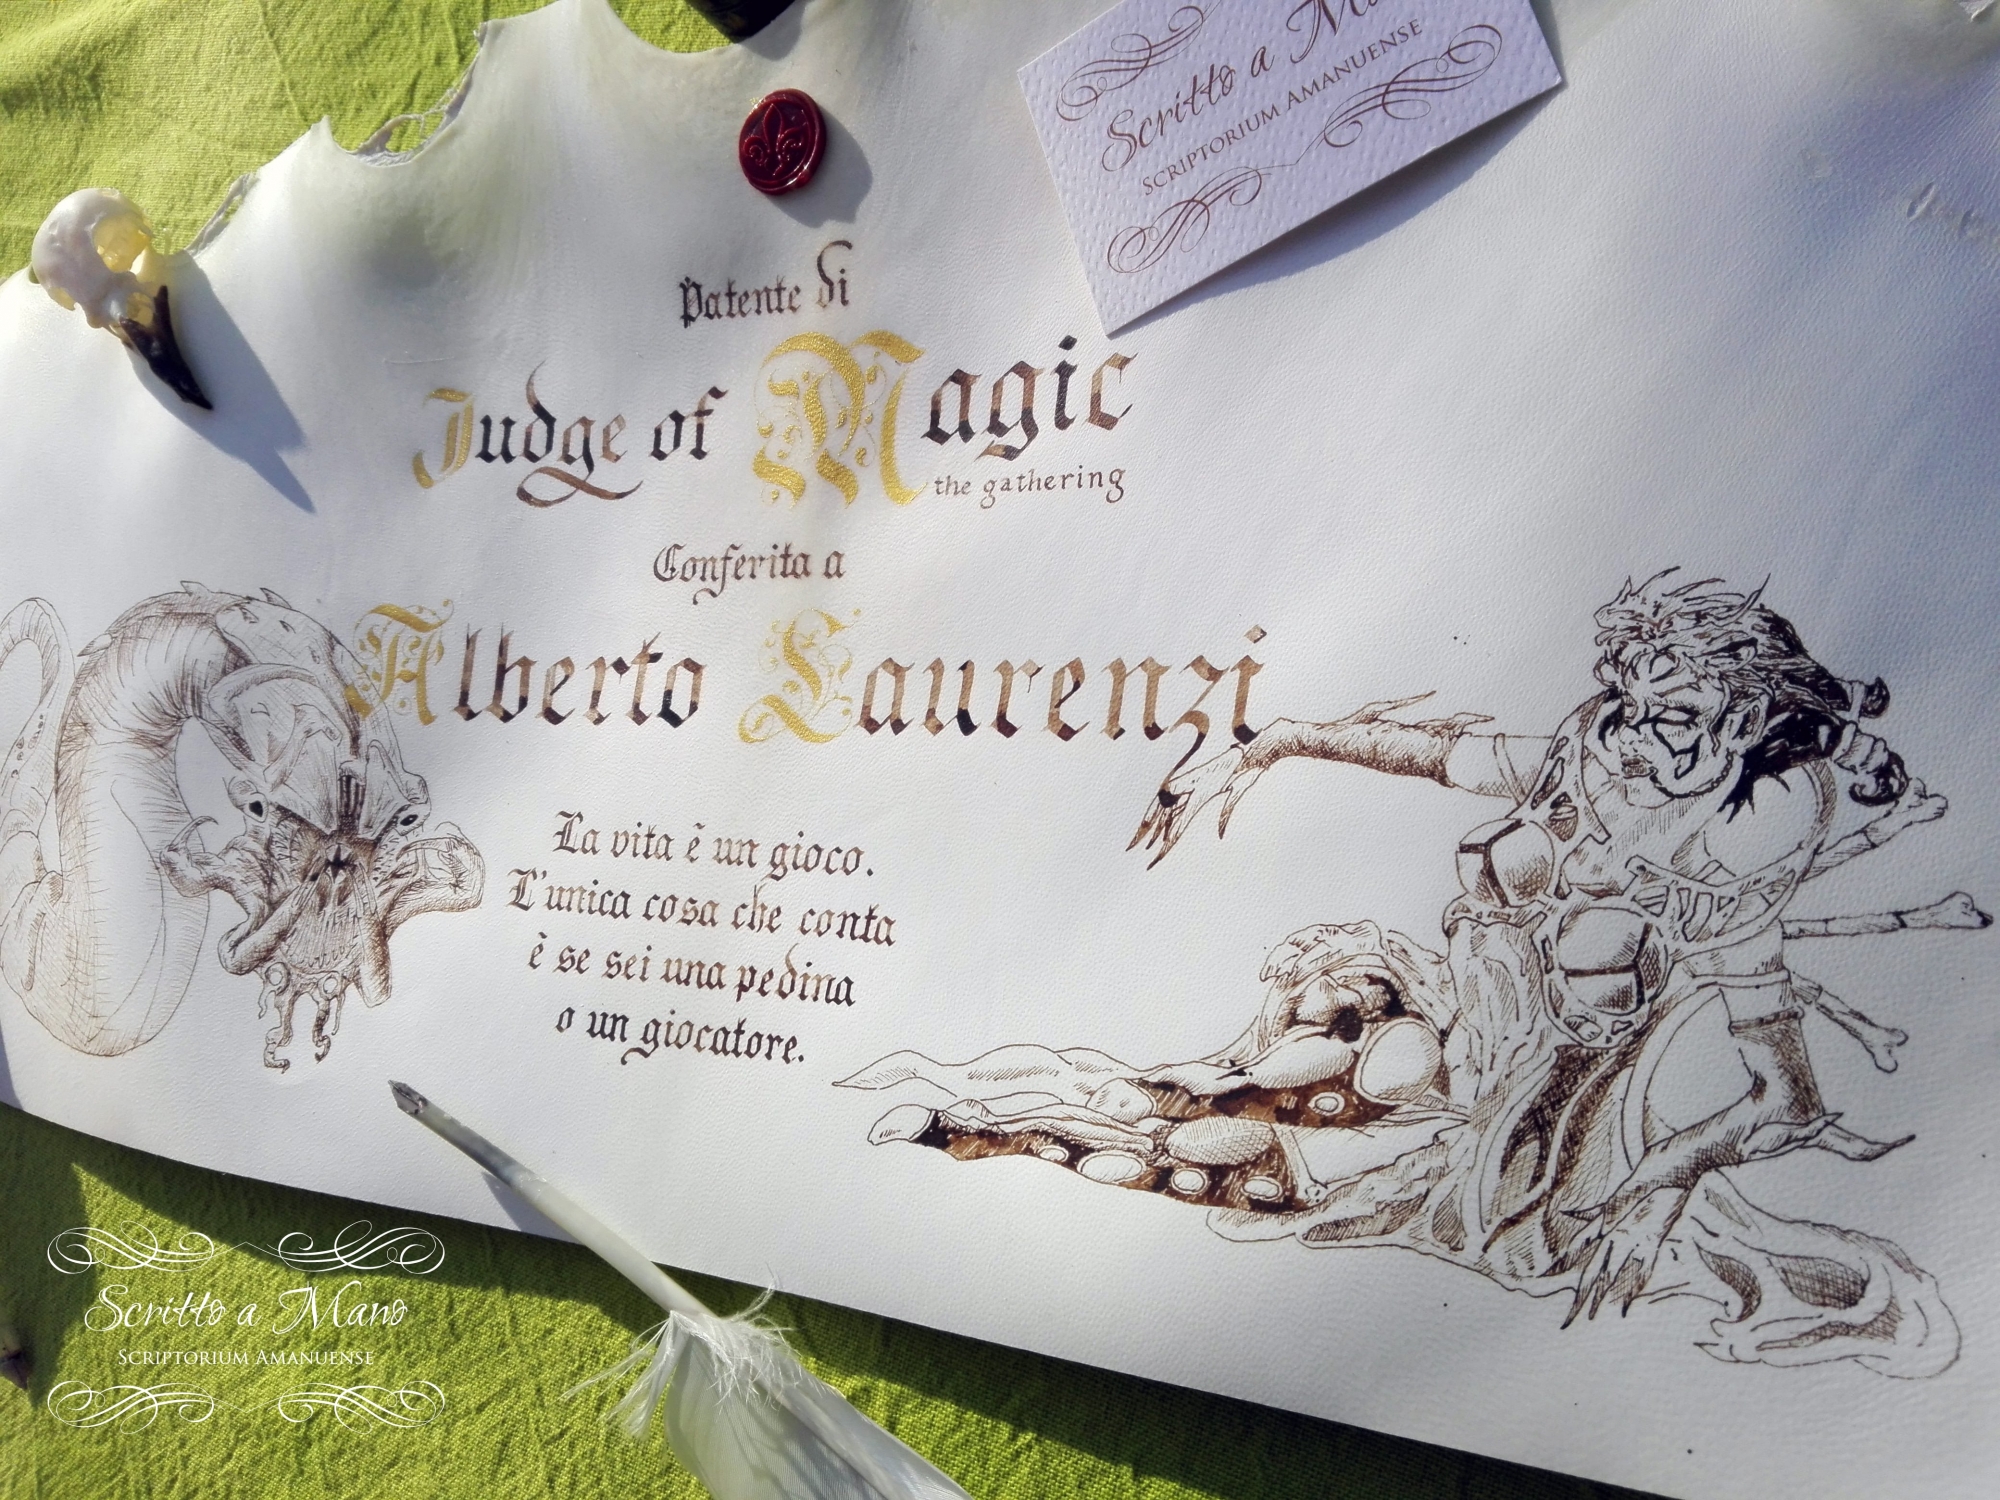 Scritto a Ma
Scriptorium Amanuense
Patente di
Judge of Magic
the gathering
Conferita a
Alberto Laurenzi
La vita è un gioco.
L'unica cosa che conta
è se sei una pedina
o un giocatore.
Scritto a Mano
Scriptorium Amanuense